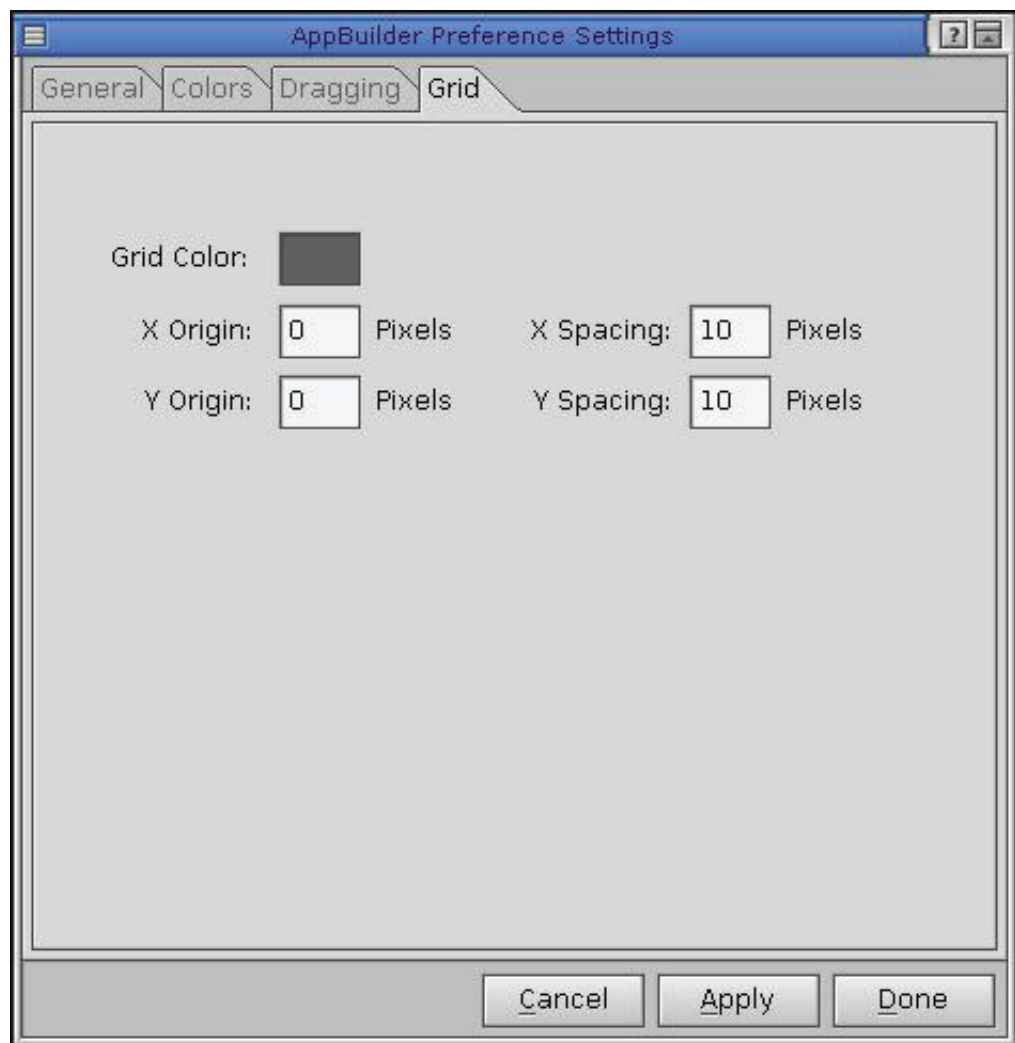 AppBuilder Preference Settings ?
General Colors Dragging Grid
Grid Color:
X Origin: 0 Pixels X Spacing: 10 Pixels
Y Origin: 0 Pixels Y Spacing: 10 Pixels
Cancel Apply Done